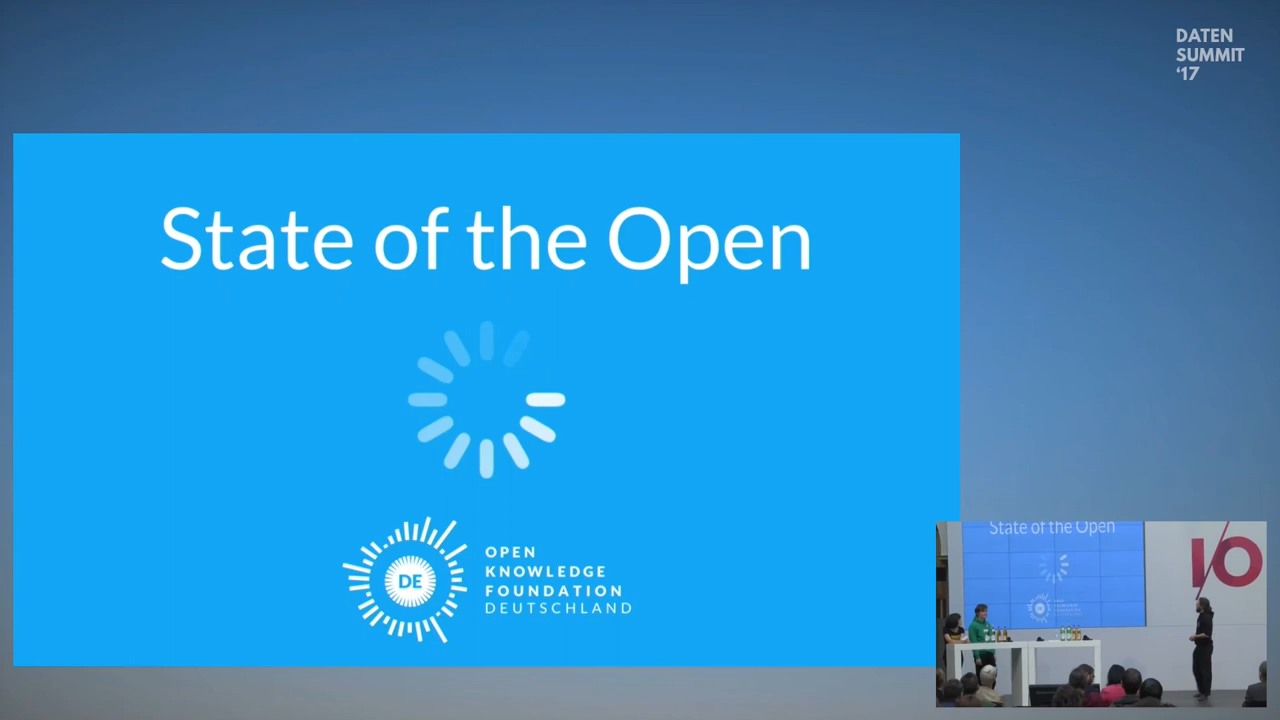 DATEN
SUMMIT
‘17
State of the Open
DE
OPEN
KNOWLEDGE
FOUNDATION
DEUTSCHLAND
State of the Open
I/O